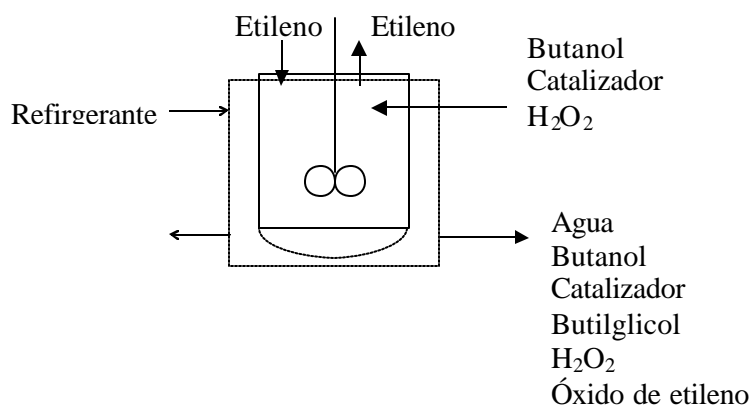 Etileno Etileno
Butanol
Catalizador
H₂O₂
Refirgerante
Agua
Butanol
Catalizador
Butilglicol
H₂O₂
Óxido de etileno